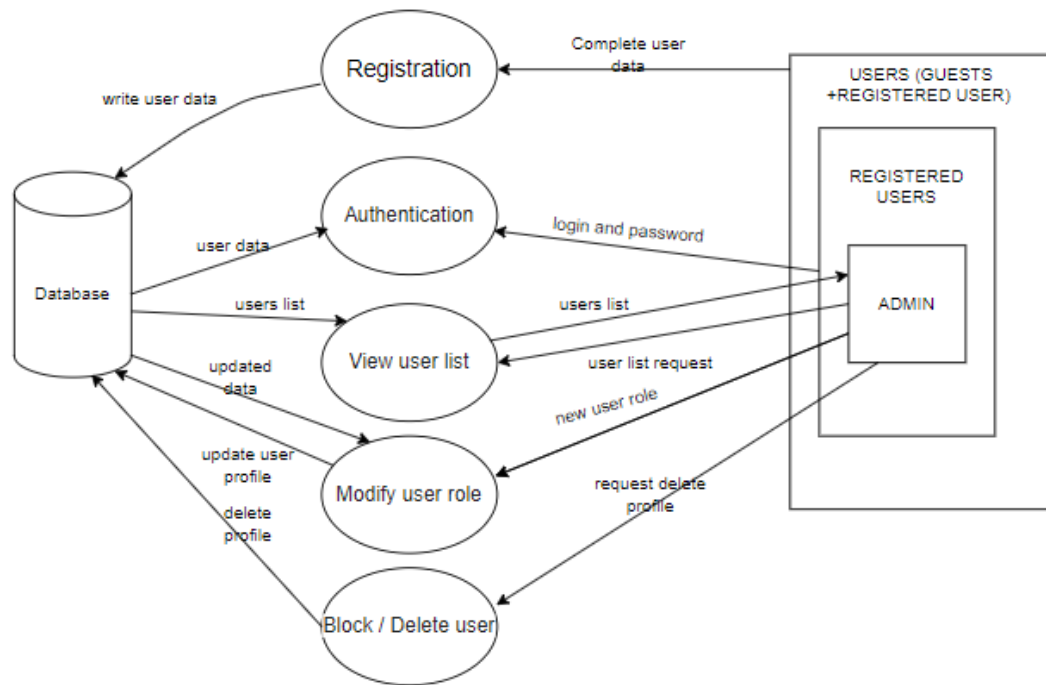 Registration
Complete user
data
USERS (GUESTS
+REGISTERED USER)
write user data
REGISTERED
USERS
Authentication
login and password
user data
Database
users list
users list
ADMIN
View user list
user list request
updated
data
new user role
update user
profile
Modify user role
request delete
profile
delete
profile
Block / Delete user